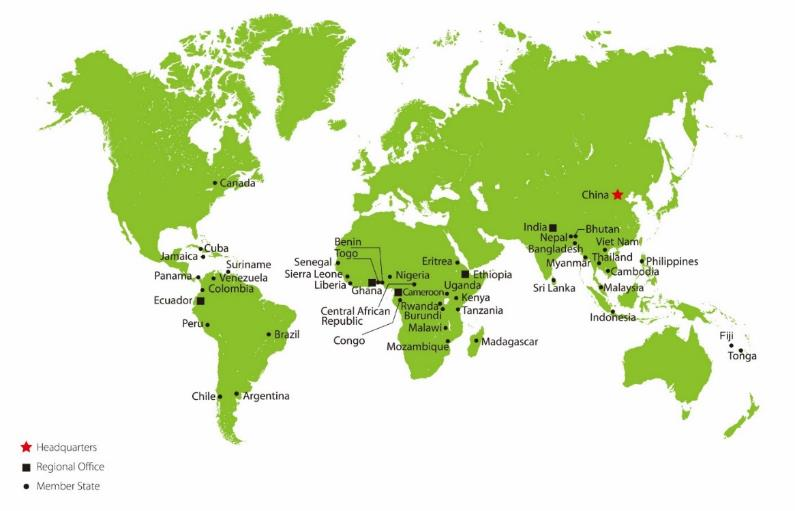 Canada
China
Cuba
Jamaica
Suriname
Panama
Venezuela
Colombia
Ecuador
Peru
Brazil
Chile
Argentina
Benin
Togo
Senegal
Sierra Leone
Liberia
Ghana
Nigeria
Cameroon
Central African
Republic
Congo
Eritrea
Ethiopia
Uganda
Kenya
Rwanda
Burundi
Tanzania
Malawi
Mozambique
Madagascar
India
Nepal
Bhutan
Bangladesh
Viet Nam
Myanmar
Thailand
Philippines
Cambodia
Sri Lanka
Malaysia
Indonesia
Fiji
Tonga
Headquarters
Regional Office
Member State